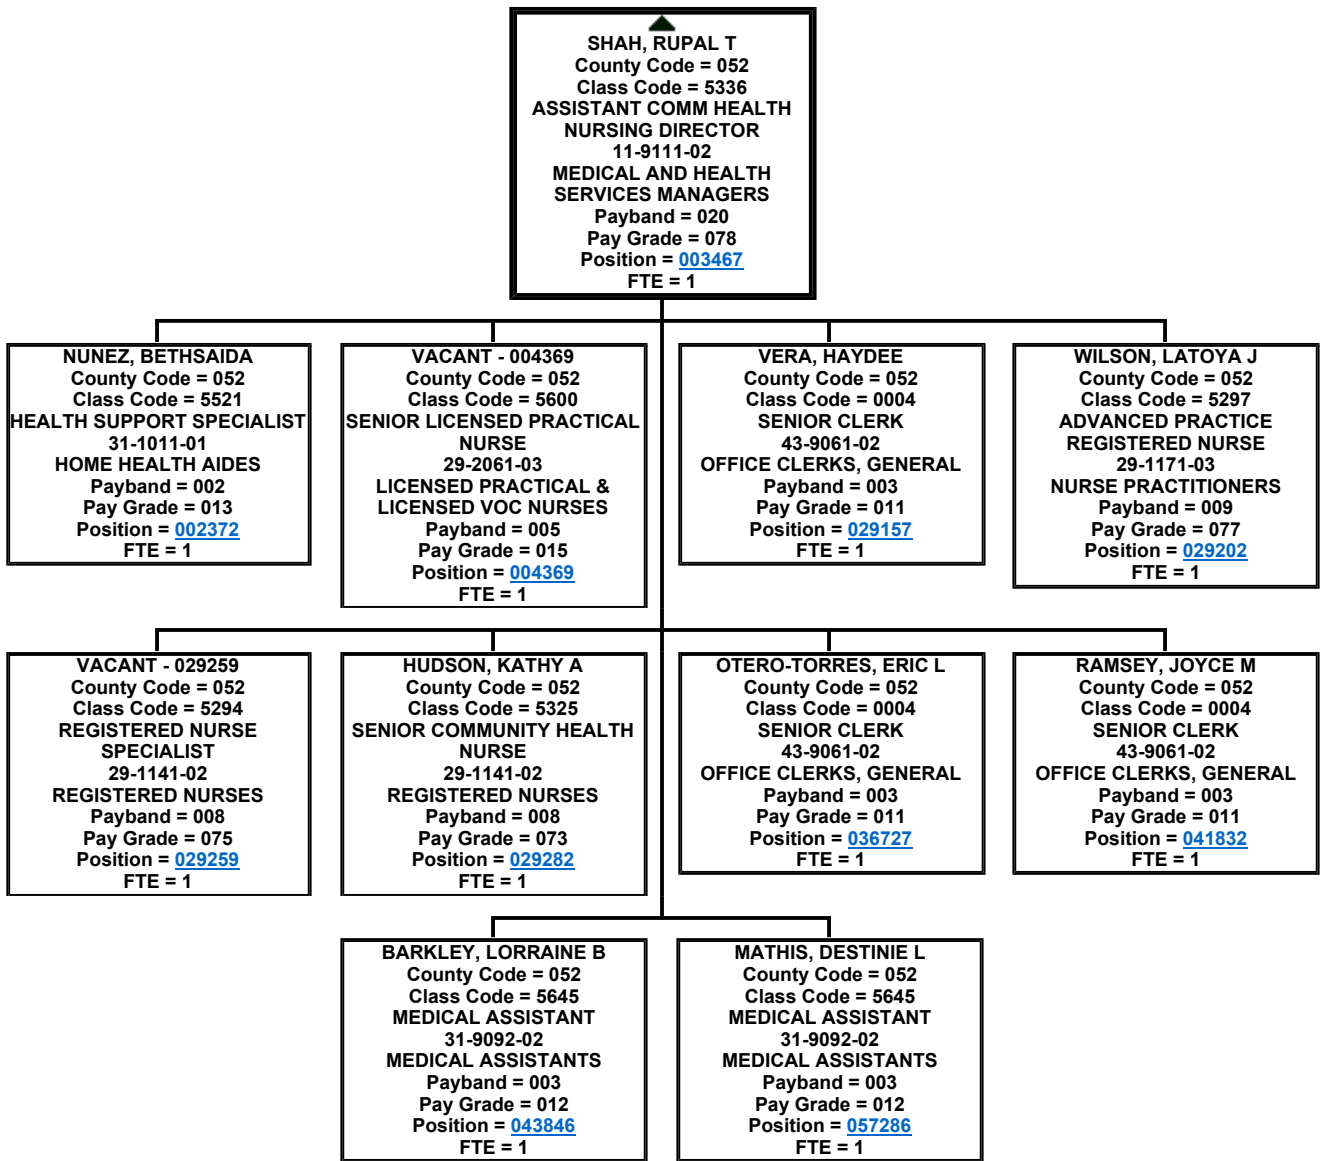 SHAH, RUPAL T
County Code = 052
Class Code = 5336
ASSISTANT COMM HEALTH
NURSING DIRECTOR
11-9111-02
MEDICAL AND HEALTH
SERVICES MANAGERS
Payband = 020
Pay Grade = 078
Position = 003467
FTE = 1
NUNEZ, BETHSAIDA
County Code = 052
Class Code = 5521
HEALTH SUPPORT SPECIALIST
31-1011-01
HOME HEALTH AIDES
Payband = 002
Pay Grade = 013
Position = 002372
FTE = 1
VACANT - 004369
County Code = 052
Class Code = 5600
SENIOR LICENSED PRACTICAL
NURSE
29-2061-03
LICENSED PRACTICAL &
LICENSED VOC NURSES
Payband = 005
Pay Grade = 015
Position = 004369
FTE = 1
VERA, HAYDEE
County Code = 052
Class Code = 0004
SENIOR CLERK
43-9061-02
OFFICE CLERKS, GENERAL
Payband = 003
Pay Grade = 011
Position = 029157
FTE = 1
WILSON, LATOYA J
County Code = 052
Class Code = 5297
ADVANCED PRACTICE
REGISTERED NURSE
29-1171-03
NURSE PRACTITIONERS
Payband = 009
Pay Grade = 077
Position = 029202
FTE = 1
VACANT - 029259
County Code = 052
Class Code = 5294
REGISTERED NURSE
SPECIALIST
29-1141-02
REGISTERED NURSES
Payband = 008
Pay Grade = 075
Position = 029259
FTE = 1
HUDSON, KATHY A
County Code = 052
Class Code = 5325
SENIOR COMMUNITY HEALTH
NURSE
29-1141-02
REGISTERED NURSES
Payband = 008
Pay Grade = 073
Position = 029282
FTE = 1
OTERO-TORRES, ERIC L
County Code = 052
Class Code = 0004
SENIOR CLERK
43-9061-02
OFFICE CLERKS, GENERAL
Payband = 003
Pay Grade = 011
Position = 036727
FTE = 1
RAMSEY, JOYCE M
County Code = 052
Class Code = 0004
SENIOR CLERK
43-9061-02
OFFICE CLERKS, GENERAL
Payband = 003
Pay Grade = 011
Position = 041832
FTE = 1
BARKLEY, LORRAINE B
County Code = 052
Class Code = 5645
MEDICAL ASSISTANT
31-9092-02
MEDICAL ASSISTANTS
Payband = 003
Pay Grade = 012
Position = 043846
FTE = 1
MATHIS, DESTINIE L
County Code = 052
Class Code = 5645
MEDICAL ASSISTANT
31-9092-02
MEDICAL ASSISTANTS
Payband = 003
Pay Grade = 012
Position = 057286
FTE = 1